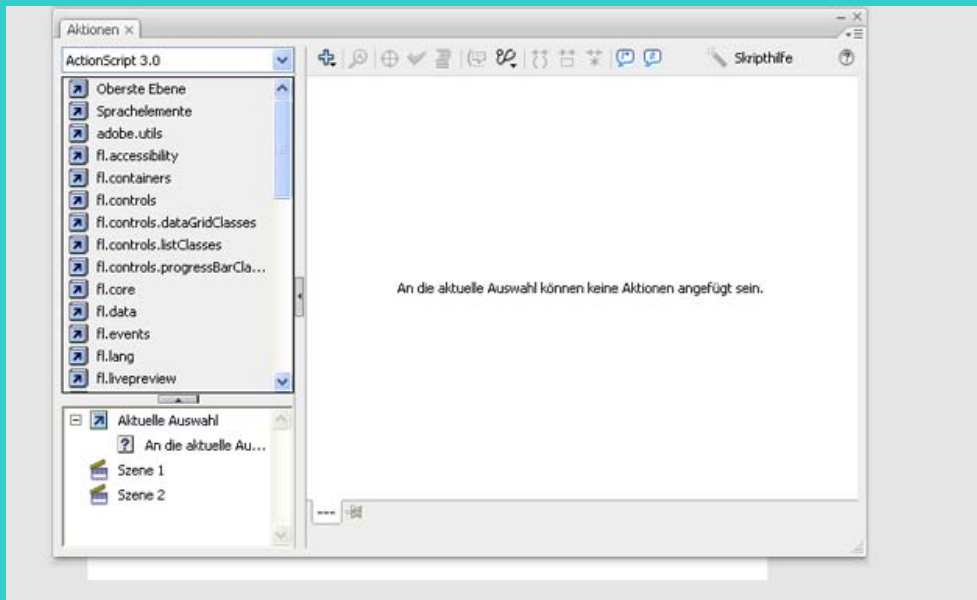 Aktionen
ActionScript 3.0
Skripthilfe
Oberste Ebene
Sprachelemente
adobe.utils
fl.accessibility
fl.containers
fl.controls
fl.controls.dataGridClasses
fl.controls.listClasses
fl.controls.progressBarCla...
fl.core
fl.data
fl.events
fl.lang
fl.livepreview
An die aktuelle Auswahl können keine Aktionen angefügt sein.
Aktuelle Auswahl
An die aktuelle Au...
Szene 1
Szene 2
---